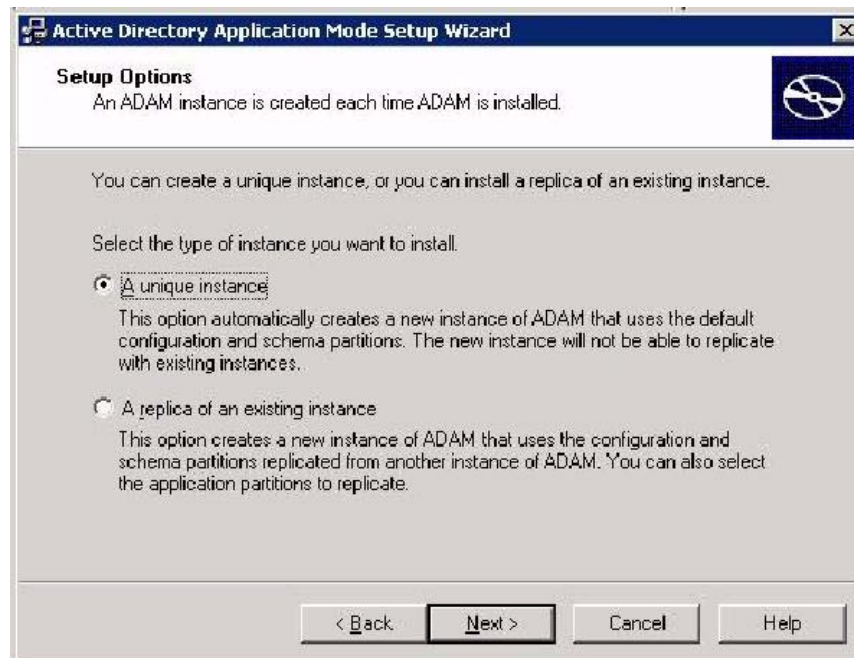 Active Directory Application Mode Setup Wizard
Setup Options
An ADAM instance is created each time ADAM is installed.
You can create a unique instance, or you can install a replica of an existing instance.
Select the type of instance you want to install.
A unique instance
This option automatically creates a new instance of ADAM that uses the default
configuration and schema partitions. The new instance will not be able to replicate
with existing instances.
A replica of an existing instance
This option creates a new instance of ADAM that uses the configuration and
schema partitions replicated from another instance of ADAM. You can also select
the application partitions to replicate.
< Back Next > Cancel Help